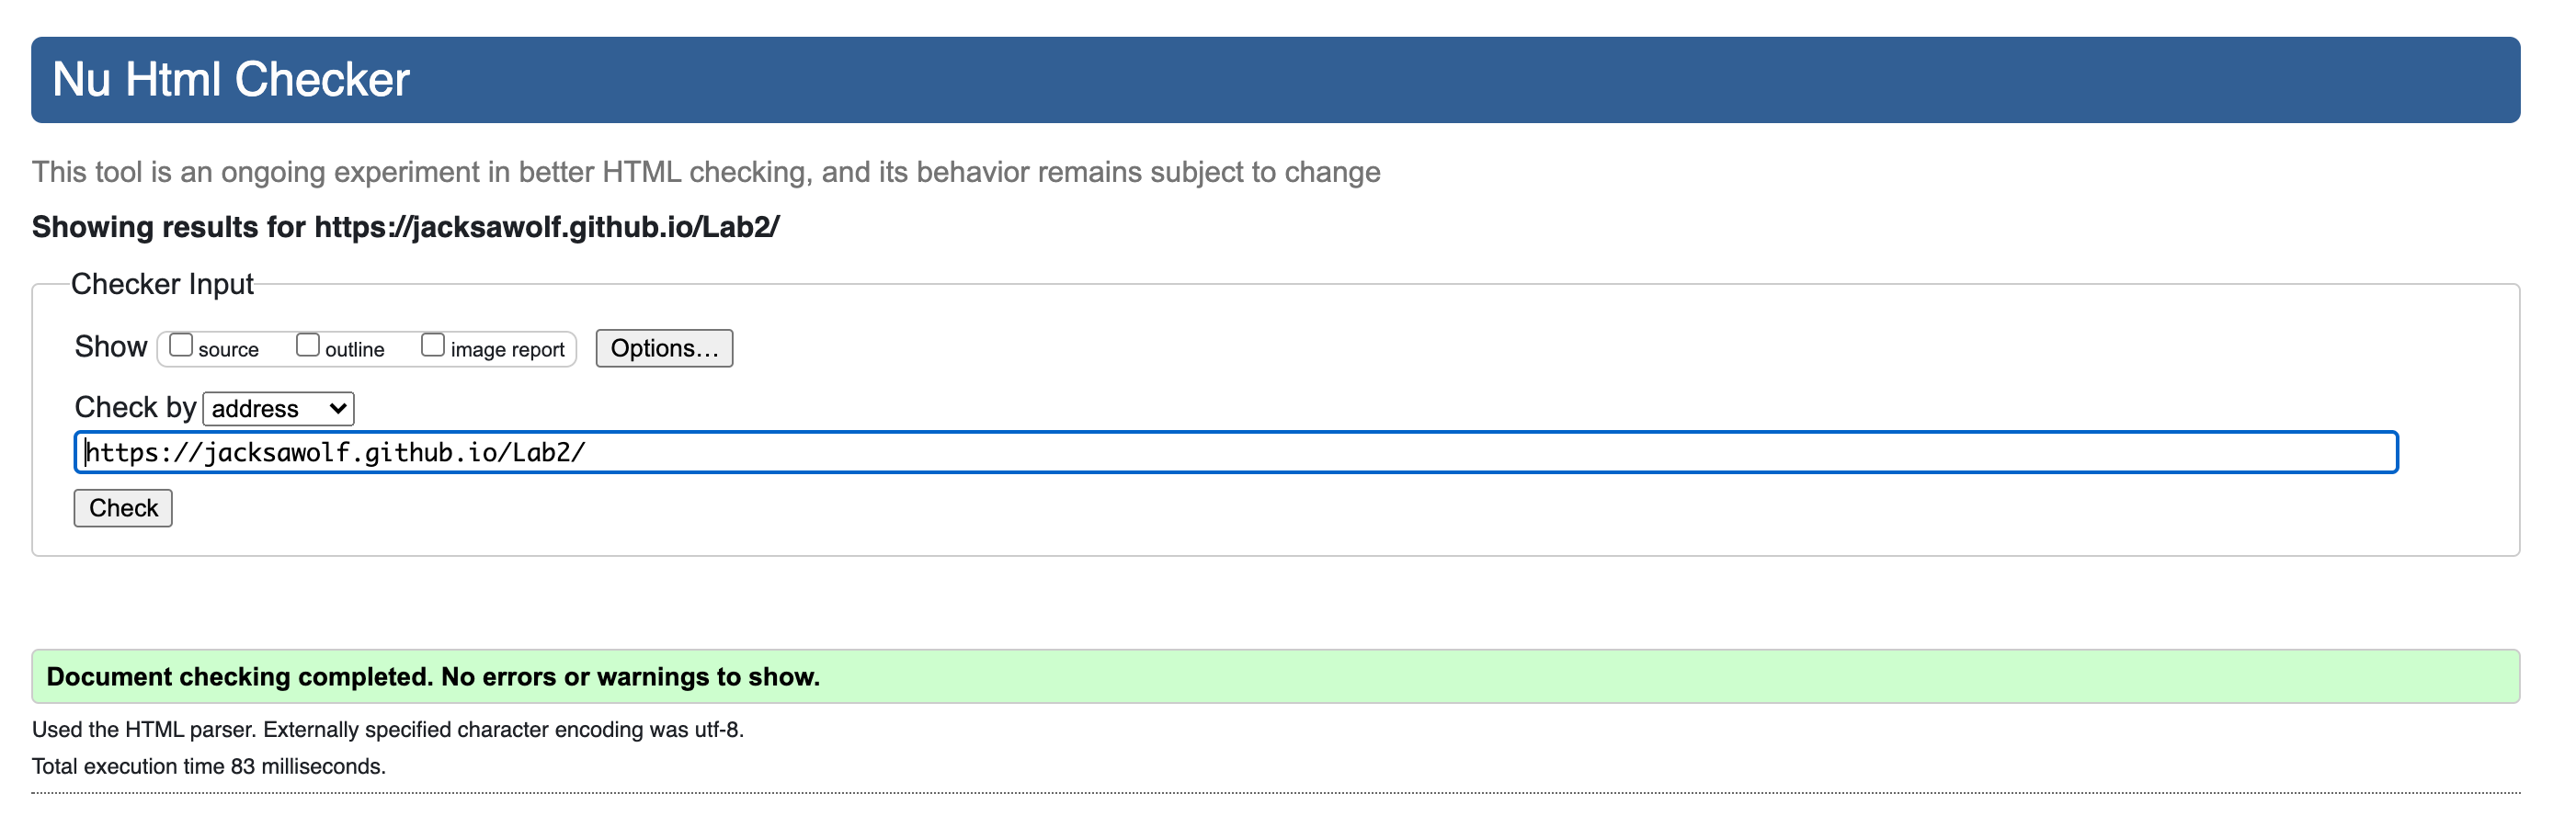 Nu Html Checker
This tool is an ongoing experiment in better HTML checking, and its behavior remains subject to change
Showing results for https://jacksawolf.github.io/Lab2/
Checker Input
Show source outline image report Options...
Check by address
https://jacksawolf.github.io/Lab2/
Check
Document checking completed. No errors or warnings to show.
Used the HTML parser. Externally specified character encoding was utf-8.
Total execution time 83 milliseconds.